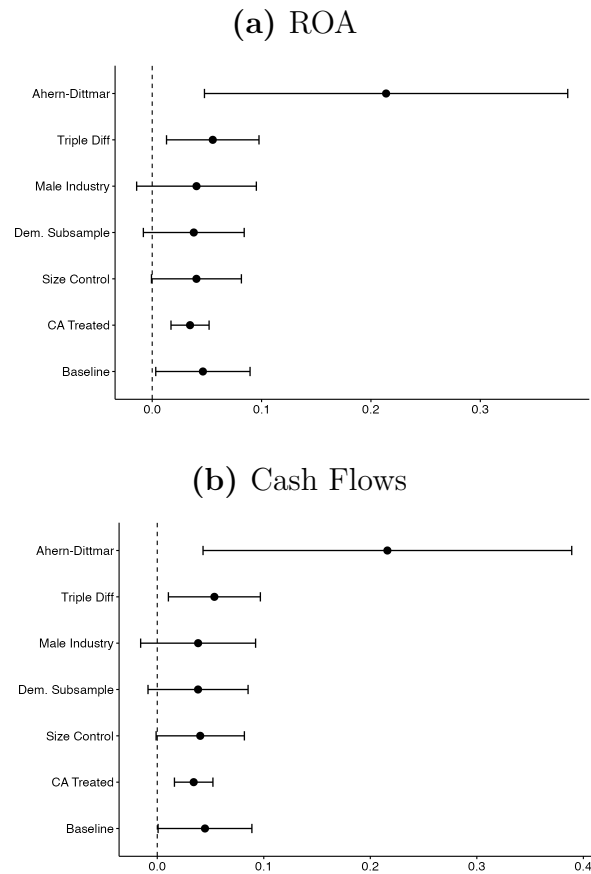 (a) ROA
Ahern-Dittmar
Triple Diff
Male Industry
Dem. Subsample
Size Control
CA Treated
Baseline
0.0 0.1 0.2 0.3
(b) Cash Flows
Ahern-Dittmar
Triple Diff
Male Industry
Dem. Subsample
Size Control
CA Treated
Baseline
0.0 0.1 0.2 0.3 0.4